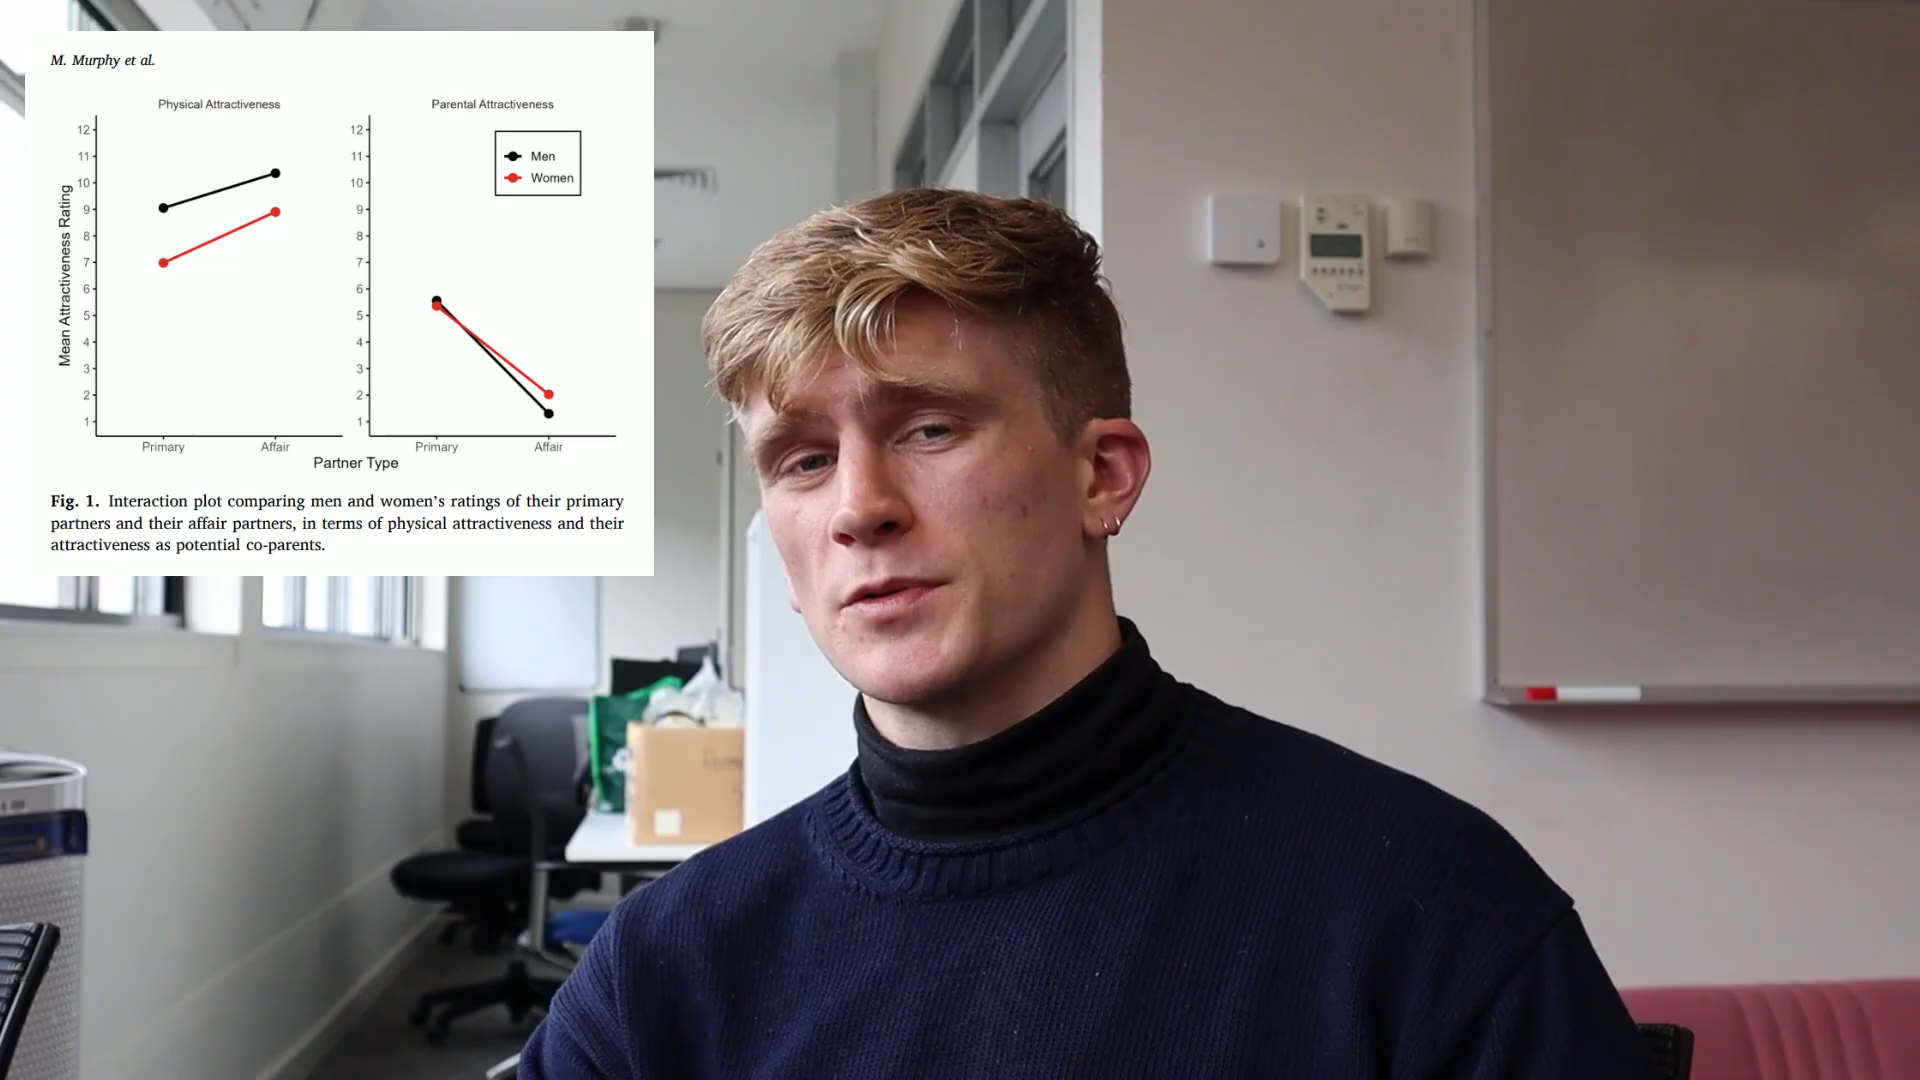 M. Murphy et al.
Physical Attractiveness
Parental Attractiveness
Mean Attractiveness Rating
12
11
10
9
8
7
6
5
4
3
2
1
12
11
10
9
8
7
6
5
4
3
2
1
Men
Women
Primary
Affair
Primary
Affair
Partner Type
Fig. 1. Interaction plot comparing men and women's ratings of their primary
partners and their affair partners, in terms of physical attractiveness and their
attractiveness as potential co-parents.